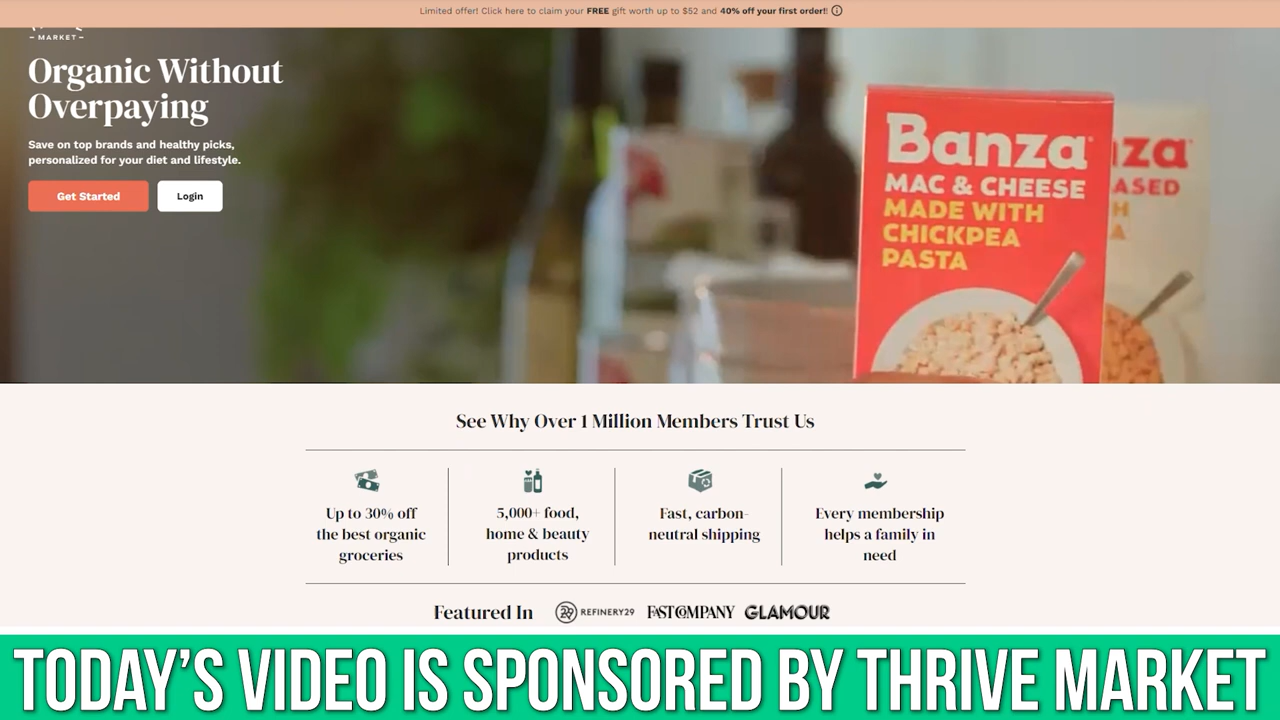 Limited offer! Click here to claim your FREE gift worth up to $52 and 40% off your first order!!
MARKET
Organic Without
Overpaying
Save on top brands and healthy picks,
personalized for your diet and lifestyle.
Get Started
Login
Banza
MAC & CHEESE
MADE WITH
CHICKPEA
PASTA
nza
ASED
H
A
See Why Over 1 Million Members Trust Us
Up to 30% off
the best organic
groceries
5,000+ food,
home & beauty
products
Fast, carbon-
neutral shipping
Every membership
helps a family in
need
Featured In
REFINERY29
FAST COMPANY
GLAMOUR
TODAY'S VIDEO IS SPONSORED BY THRIVE MARKET